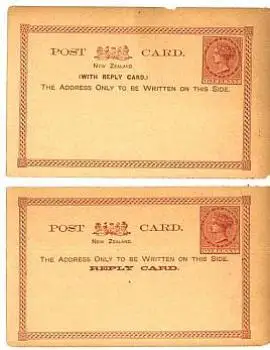 POST CARD.
NEW ZEALAND
(WITH REPLY CARD.)
THE ADDRESS ONLY TO BE WRITTEN ON THIS SIDE.
POST CARD.
NEW ZEALAND.
THE ADDRESS ONLY TO BE WRITTEN ON THIS SIDE.
REPLY CARD.